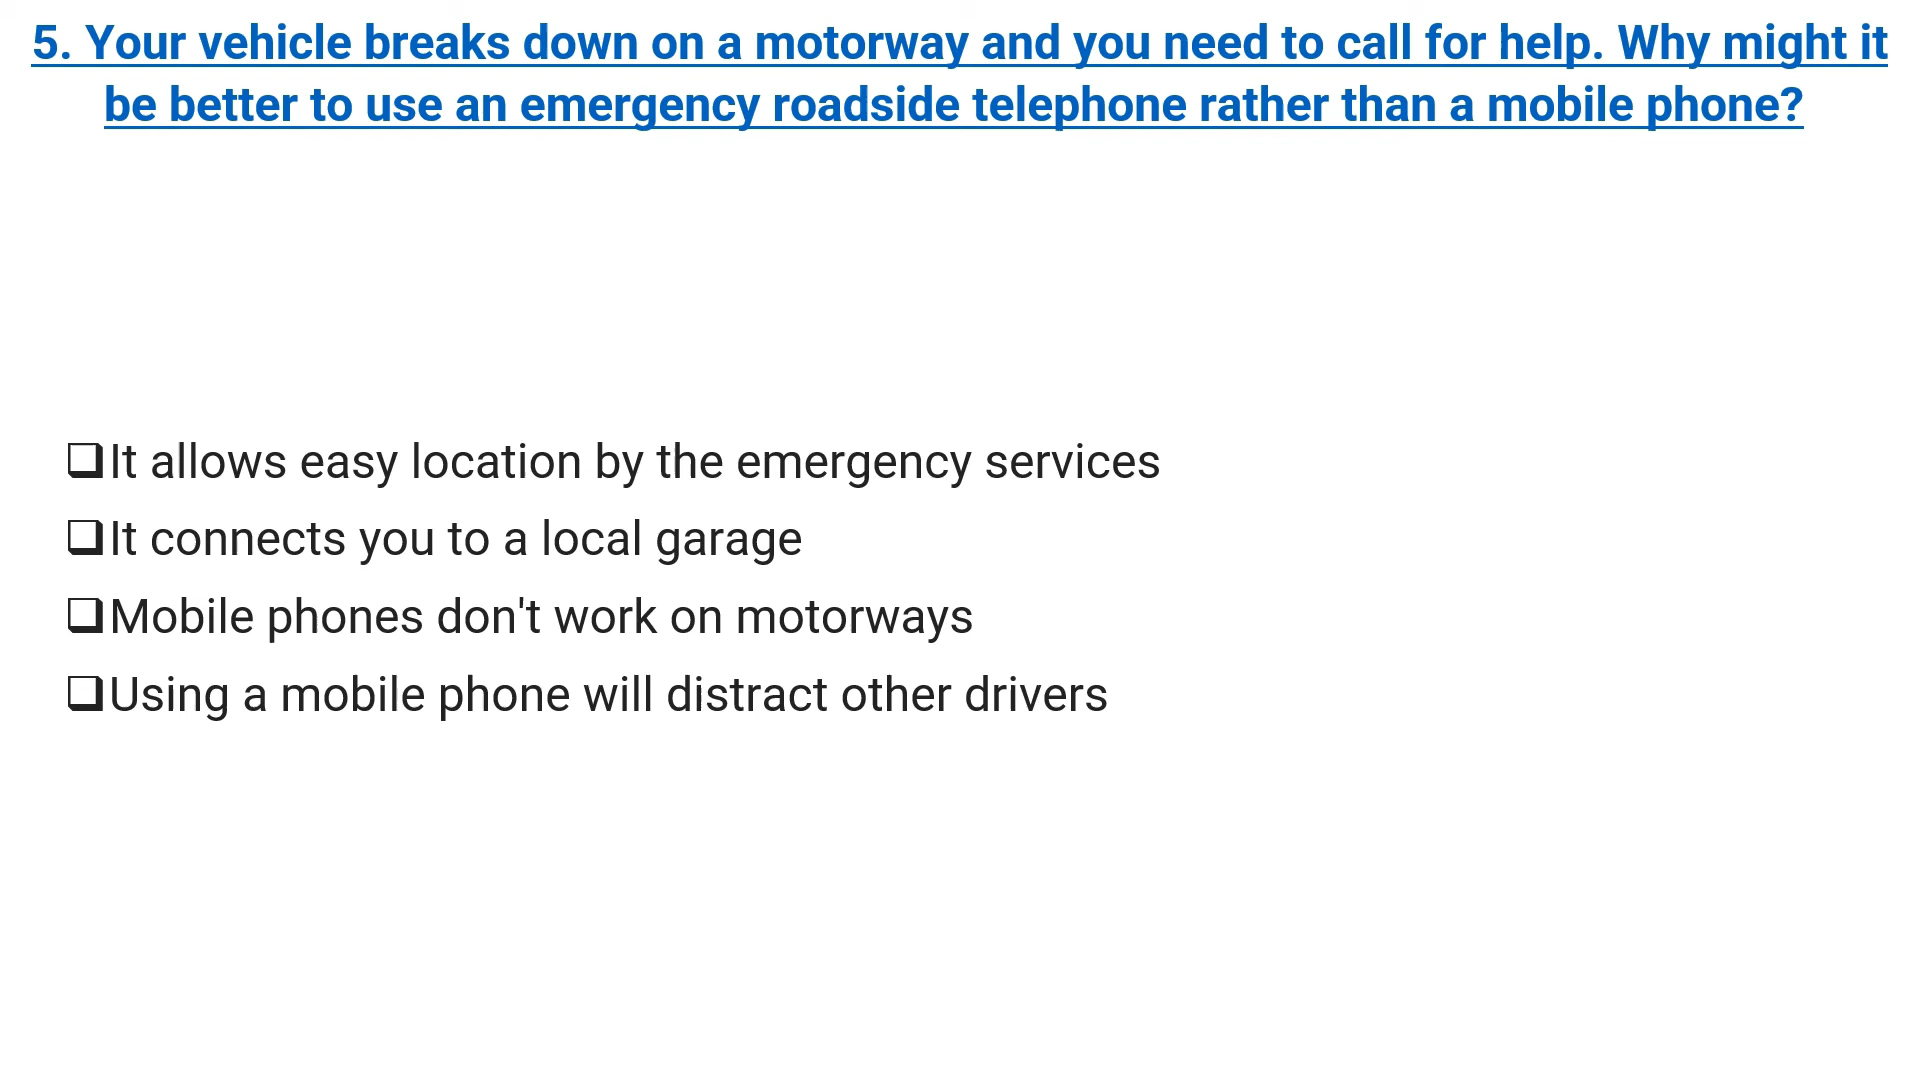 5. Your vehicle breaks down on a motorway and you need to call for help. Why might it
be better to use an emergency roadside telephone rather than a mobile phone?
❑It allows easy location by the emergency services
❑It connects you to a local garage
❑Mobile phones don't work on motorways
❑Using a mobile phone will distract other drivers